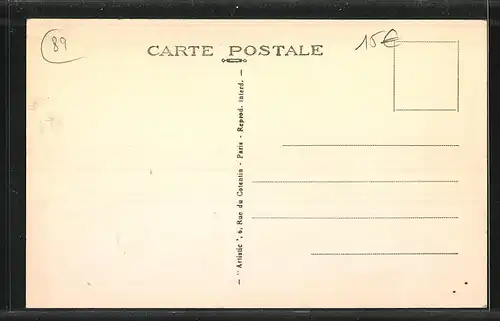 89
CARTE POSTALE
15€
— "Artistic", 6, Rue du Cotentin - Paris - Reprod. interd. —